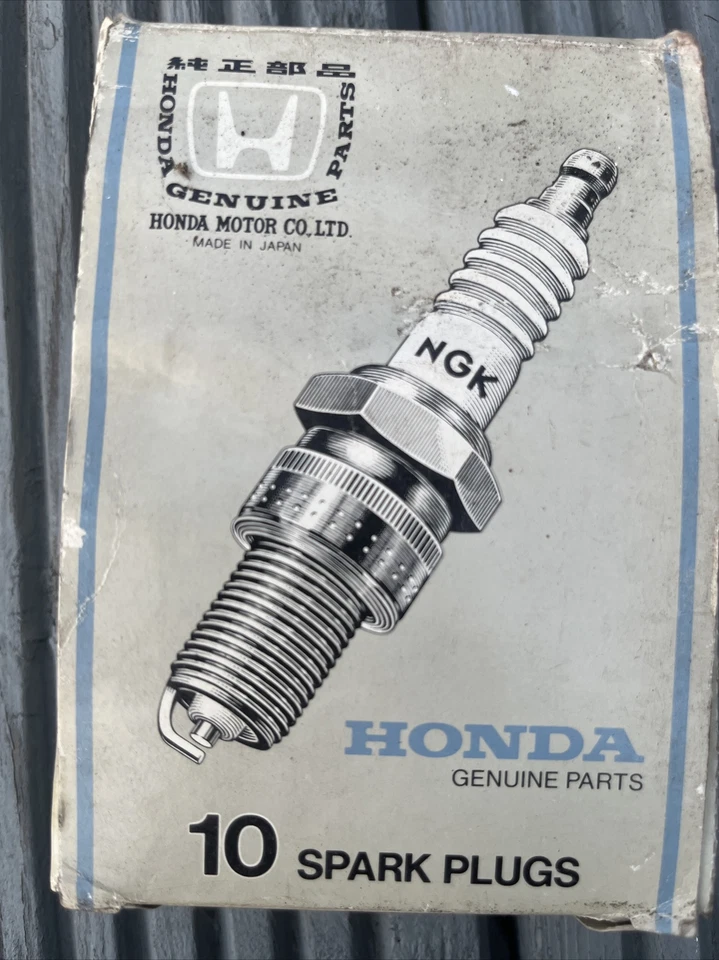 純正部品
HONDA
GENUINE
PARTS
HONDA MOTOR CO., LTD.
MADE IN JAPAN
NGK
HONDA
GENUINE PARTS
10 SPARK PLUGS